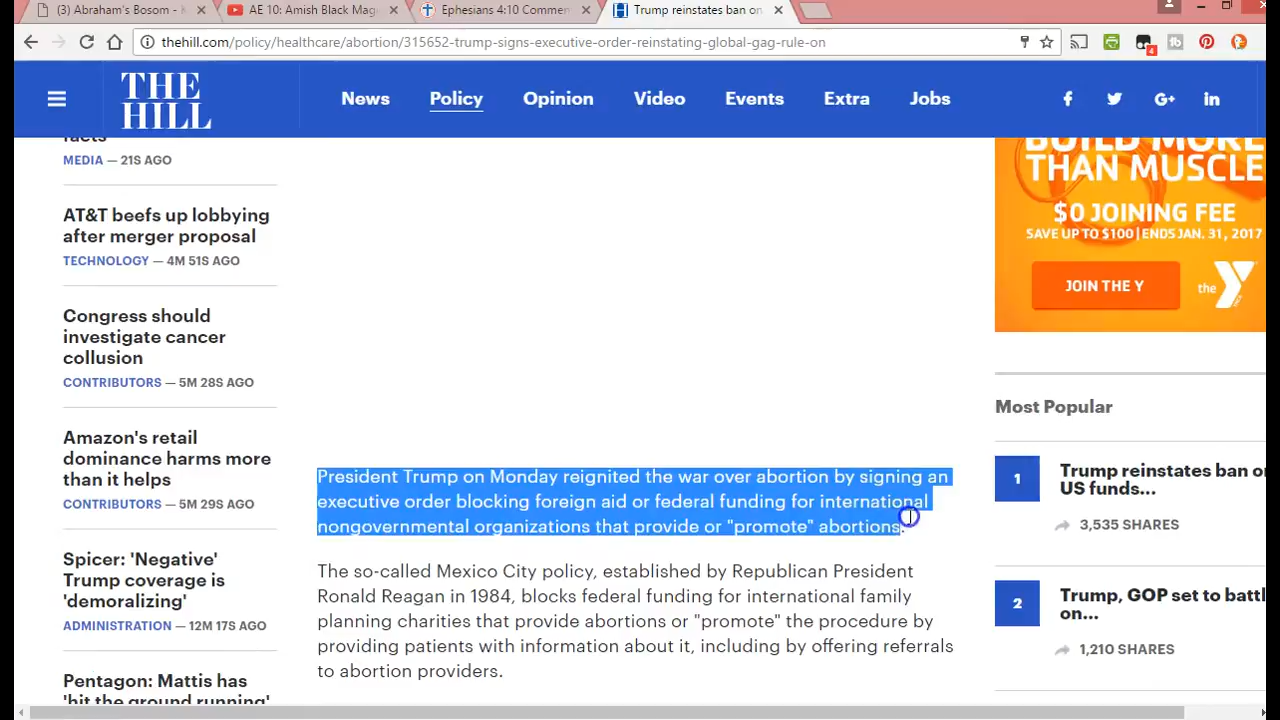 (3) Abraham's Bosom - 
AE 10: Amish Black Mag
Ephesians 4:10 Commen
Trump reinstates ban on
thehill.com/policy/healthcare/abortion/315652-trump-signs-executive-order-reinstating-global-gag-rule-on
4
THE
HILL
News
Policy
Opinion
Video
Events
Extra
Jobs
facts
MEDIA — 21S AGO
AT&T beefs up lobbying
after merger proposal
TECHNOLOGY — 4M 51S AGO
Congress should
investigate cancer
collusion
CONTRIBUTORS — 5M 28S AGO
Amazon's retail
dominance harms more
than it helps
CONTRIBUTORS — 5M 29S AGO
Spicer: 'Negative'
Trump coverage is
'demoralizing'
ADMINISTRATION — 12M 17S AGO
Pentagon: Mattis has
'hit the ground running'
President Trump on Monday reignited the war over abortion by signing an
executive order blocking foreign aid or federal funding for international
nongovernmental organizations that provide or "promote" abortions.
The so-called Mexico City policy, established by Republican President
Ronald Reagan in 1984, blocks federal funding for international family
planning charities that provide abortions or "promote" the procedure by
providing patients with information about it, including by offering referrals
to abortion providers.
BUILD MORE
THAN MUSCLE
$0 JOINING FEE
SAVE UP TO $100 | ENDS JAN. 31, 2017
JOIN THE Y
the
Most Popular
1
Trump reinstates ban on
US funds...
3,535 SHARES
2
Trump, GOP set to battl
on...
1,210 SHARES